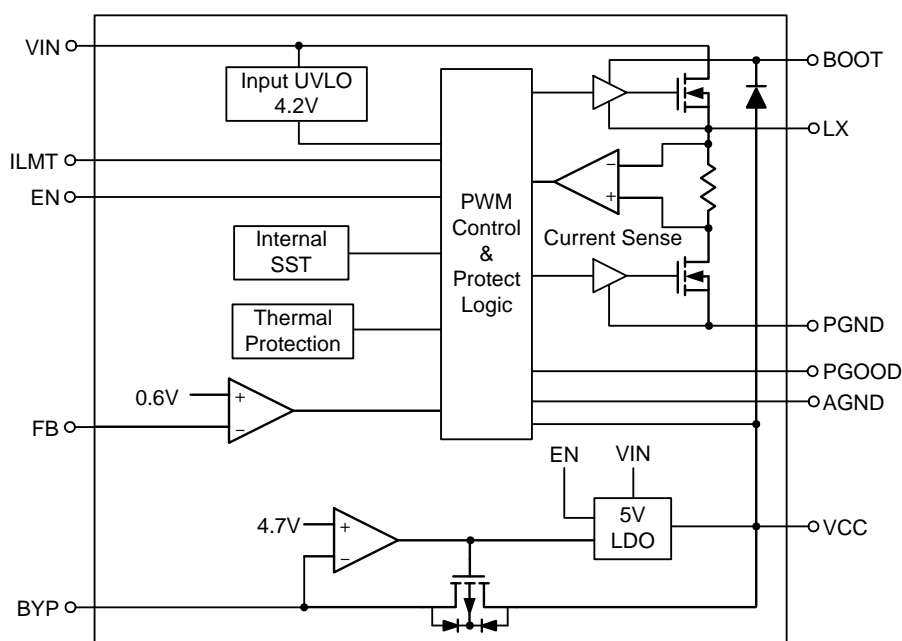 VIN
BOOT
Input UVLO
4.2V
LX
ILMT
EN
PWM
Control
&
Protect
Logic
−
+
Current Sense
Internal
SST
Thermal
Protection
PGND
PGOOD
AGND
0.6V
+
−
FB
EN
VIN
4.7V
+
−
5V
LDO
VCC
BYP